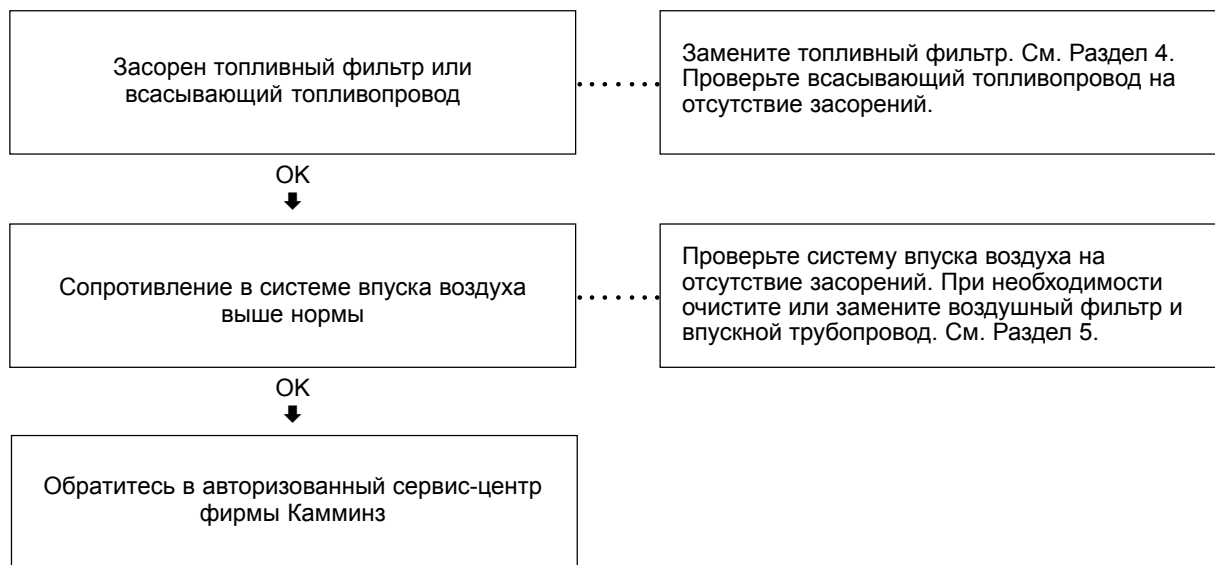 Засорен топливный фильтр или
всасывающий топливопровод
Замените топливный фильтр. См. Раздел 4.
Проверьте всасывающий топливопровод на
отсутствие засорений.
OK
Сопротивление в системе впуска воздуха
выше нормы
Проверьте систему впуска воздуха на
отсутствие засорений. При необходимости
очистите или замените воздушный фильтр и
впускной трубопровод. См. Раздел 5.
OK
Обратитесь в авторизованный сервис-центр
фирмы Камминз